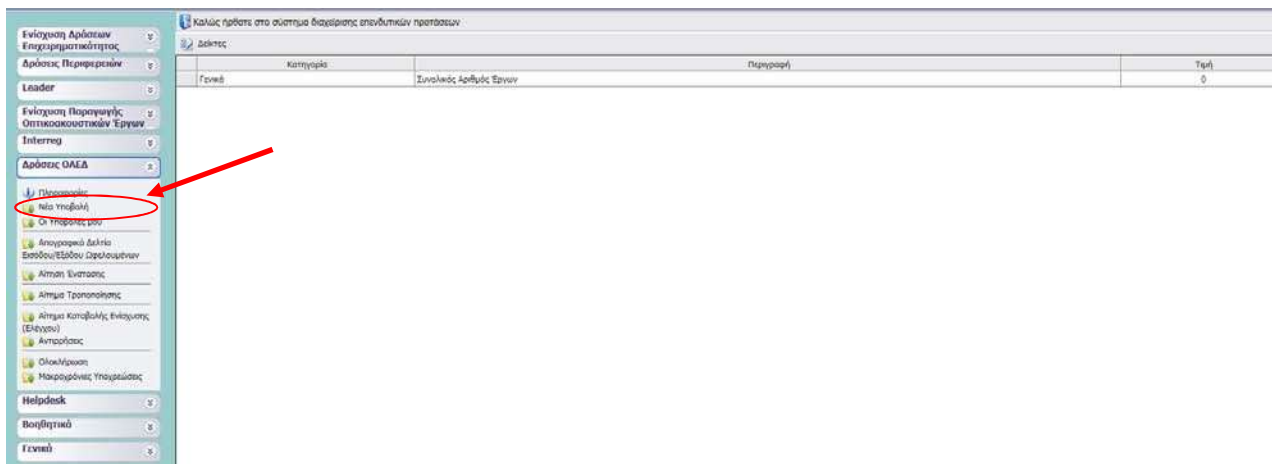 Καλώς ήρθατε στο σύστημα διαχείρισης επενδυτικών προτάσεων
Δείκτες
Κατηγορία Περιγραφή Τιμή
Γενικά Συνολικός Αριθμός Έργων 0
Ενίσχυση Δράσεων
Επιχειρηματικότητας
Δράσεις Περιφερειών
Leader
Ενίσχυση Παραγωγής
Οπτικοακουστικών Έργων
Interreg
Δράσεις ΟΑΕΔ
Πληροφορίες
Νέα Υποβολή
Οι Υποβολές μου
Απογραφικά Δελτία
Εισόδου/Εξόδου Ωφελουμένων
Αίτηση Ένστασης
Αίτημα Τροποποίησης
Αίτημα Καταβολής Ενίσχυσης
(Ελέγχου)
Αντιρρήσεις
Ολοκλήρωση
Μακροχρόνιες Υποχρεώσεις
Helpdesk
Βοηθητικά
Γενικά